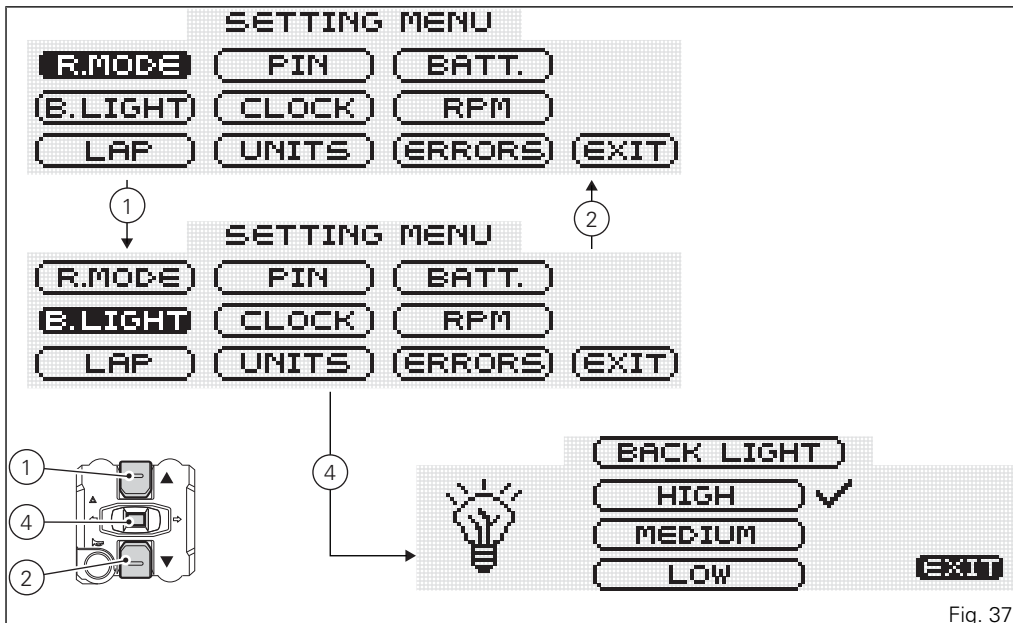 SETTING MENU
R.MODE PIN BATT.
B.LIGHT CLOCK RPM
LAP UNITS ERRORS EXIT
1
2
SETTING MENU
R.MODE PIN BATT.
B.LIGHT CLOCK RPM
LAP UNITS ERRORS EXIT
1
4
2
4
BACK LIGHT
HIGH
MEDIUM
LOW
EXIT
Fig. 37